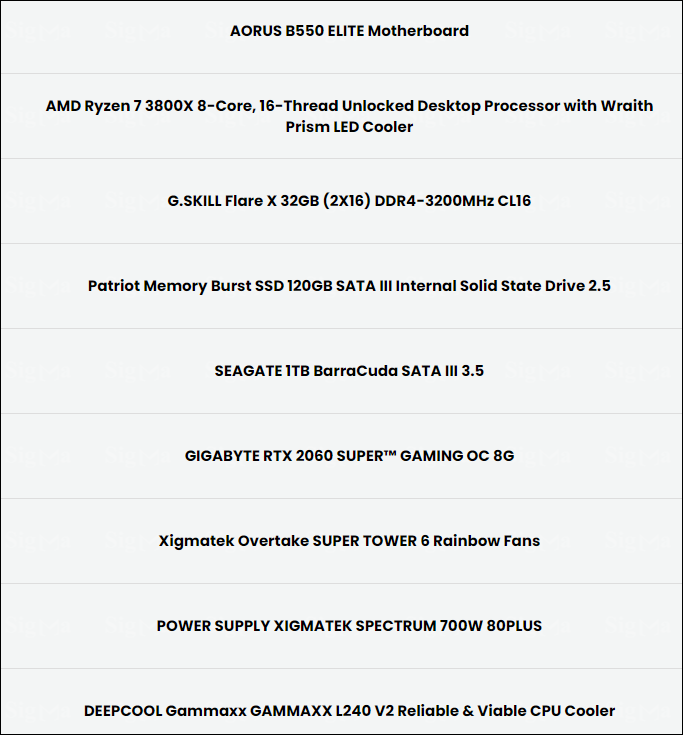 AORUS B550 ELITE Motherboard
AMD Ryzen 7 3800X 8-Core, 16-Thread Unlocked Desktop Processor with Wraith
Prism LED Cooler
G.SKILL Flare X 32GB (2X16) DDR4-3200MHz CL16
Patriot Memory Burst SSD 120GB SATA III Internal Solid State Drive 2.5
SEAGATE 1TB BarraCuda SATA III 3.5
GIGABYTE RTX 2060 SUPER™ GAMING OC 8G
Xigmatek Overtake SUPER TOWER 6 Rainbow Fans
POWER SUPPLY XIGMATEK SPECTRUM 700W 80PLUS
DEEPCOOL Gammaxx GAMMAXX L240 V2 Reliable & Viable CPU Cooler